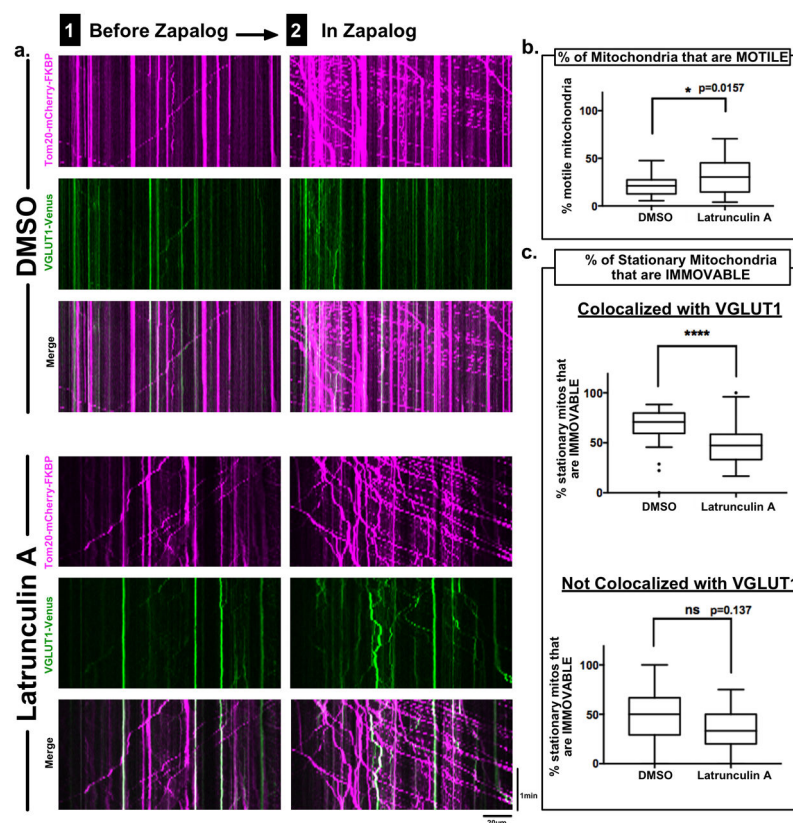 a.
1 Before Zapalog
2 In Zapalog
DMSO
Tom20-mCherry-FKBP
VGLUT1-Venus
Merge
Latrunculin A
Tom20-mCherry-FKBP
VGLUT1-Venus
Merge
1min
20µm
b.
% of Mitochondria that are MOTILE
* p=0.0157
% motile mitochondria
100
50
0
DMSO
Latrunculin A
c.
% of Stationary Mitochondria
that are IMMOVABLE
Colocalized with VGLUT1
****
% stationary mitos that
are IMMOVABLE
100
50
0
DMSO
Latrunculin A
Not Colocalized with VGLUT1
ns p=0.137
% stationary mitos that
are IMMOVABLE
100
50
0
DMSO
Latrunculin A